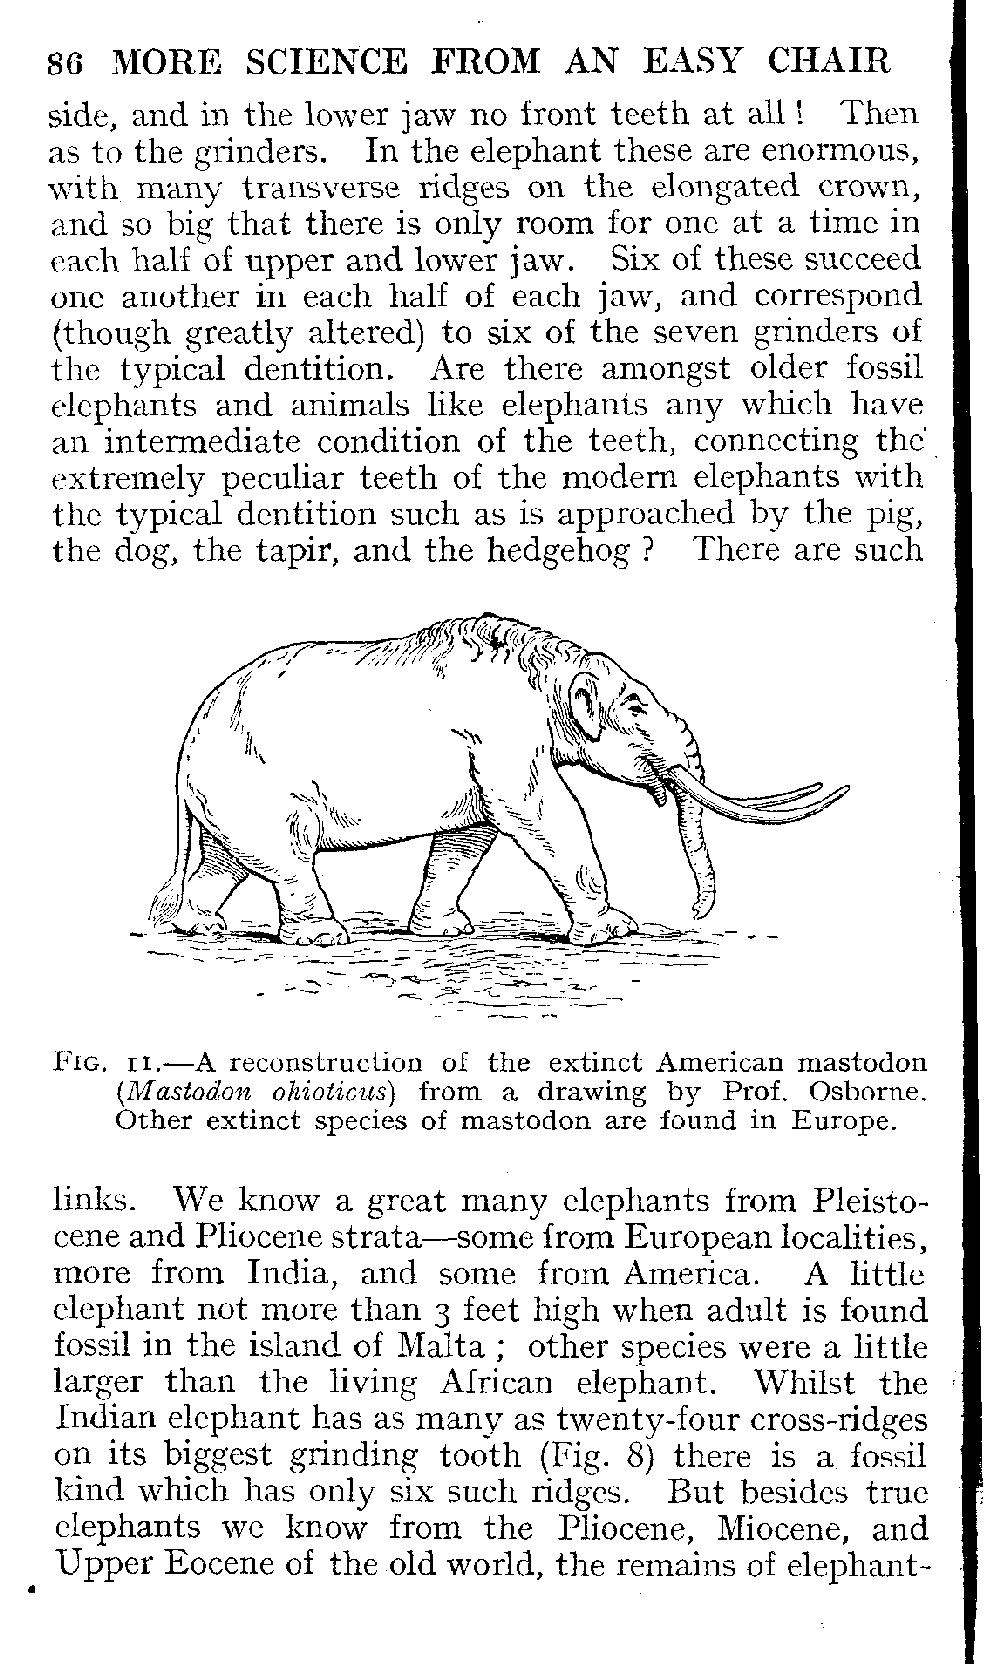 86 MORE SCIENCE FROM AN EASY CHAIR
side, and in the lower jaw no front teeth at all ! Then
as to the grinders. In the elephant these are enormous,
with many transverse ridges on the elongated crown,
and so big that there is only room for one at a time in
each half of upper and lower jaw. Six of these succeed
one another in each half of each jaw, and correspond
(though greatly altered) to six of the seven grinders of
the typical dentition. Are there amongst older fossil
elephants and animals like elephants any which have
an intermediate condition of the teeth, connecting the
extremely peculiar teeth of the modern elephants with
the typical dentition such as is approached by the pig,
the dog, the tapir, and the hedgehog ? There are such
FIG. 11.—A reconstruction of the extinct American mastodon
(Mastodon ohioticus) from a drawing by Prof. Osborne.
Other extinct species of mastodon are found in Europe.
links. We know a great many elephants from Pleisto-
cene and Pliocene strata—some from European localities,
more from India, and some from America. A little
elephant not more than 3 feet high when adult is found
fossil in the island of Malta ; other species were a little
larger than the living African elephant. Whilst the
Indian elephant has as many as twenty-four cross-ridges
on its biggest grinding tooth (Fig. 8) there is a fossil
kind which has only six such ridges. But besides true
elephants we know from the Pliocene, Miocene, and
Upper Eocene of the old world, the remains of elephant-